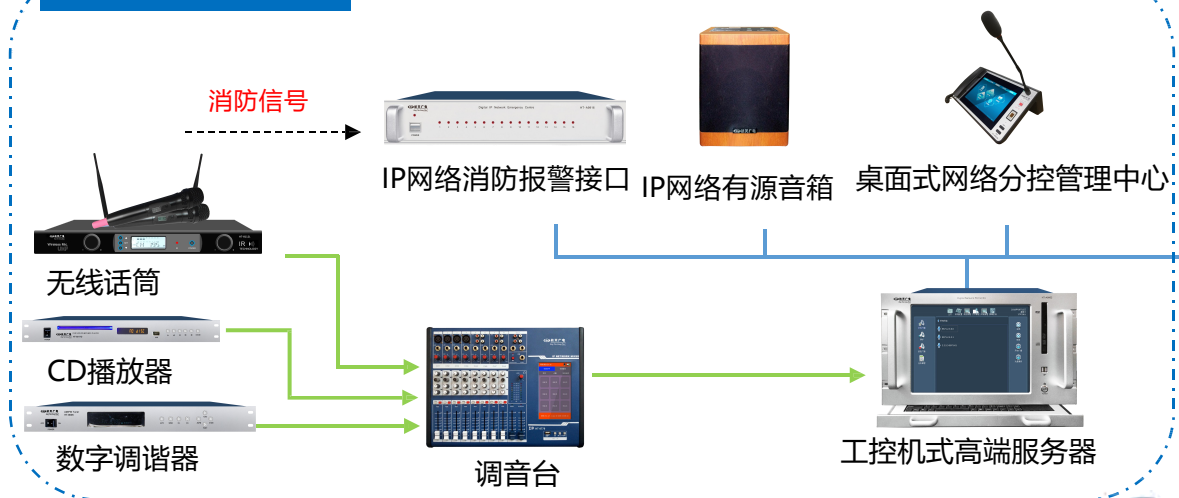 消防信号
IP网络消防报警接口
IP网络有源音箱
桌面式网络分控管理中心
无线话筒
CD播放器
数字调谐器
调音台
工控机式高端服务器